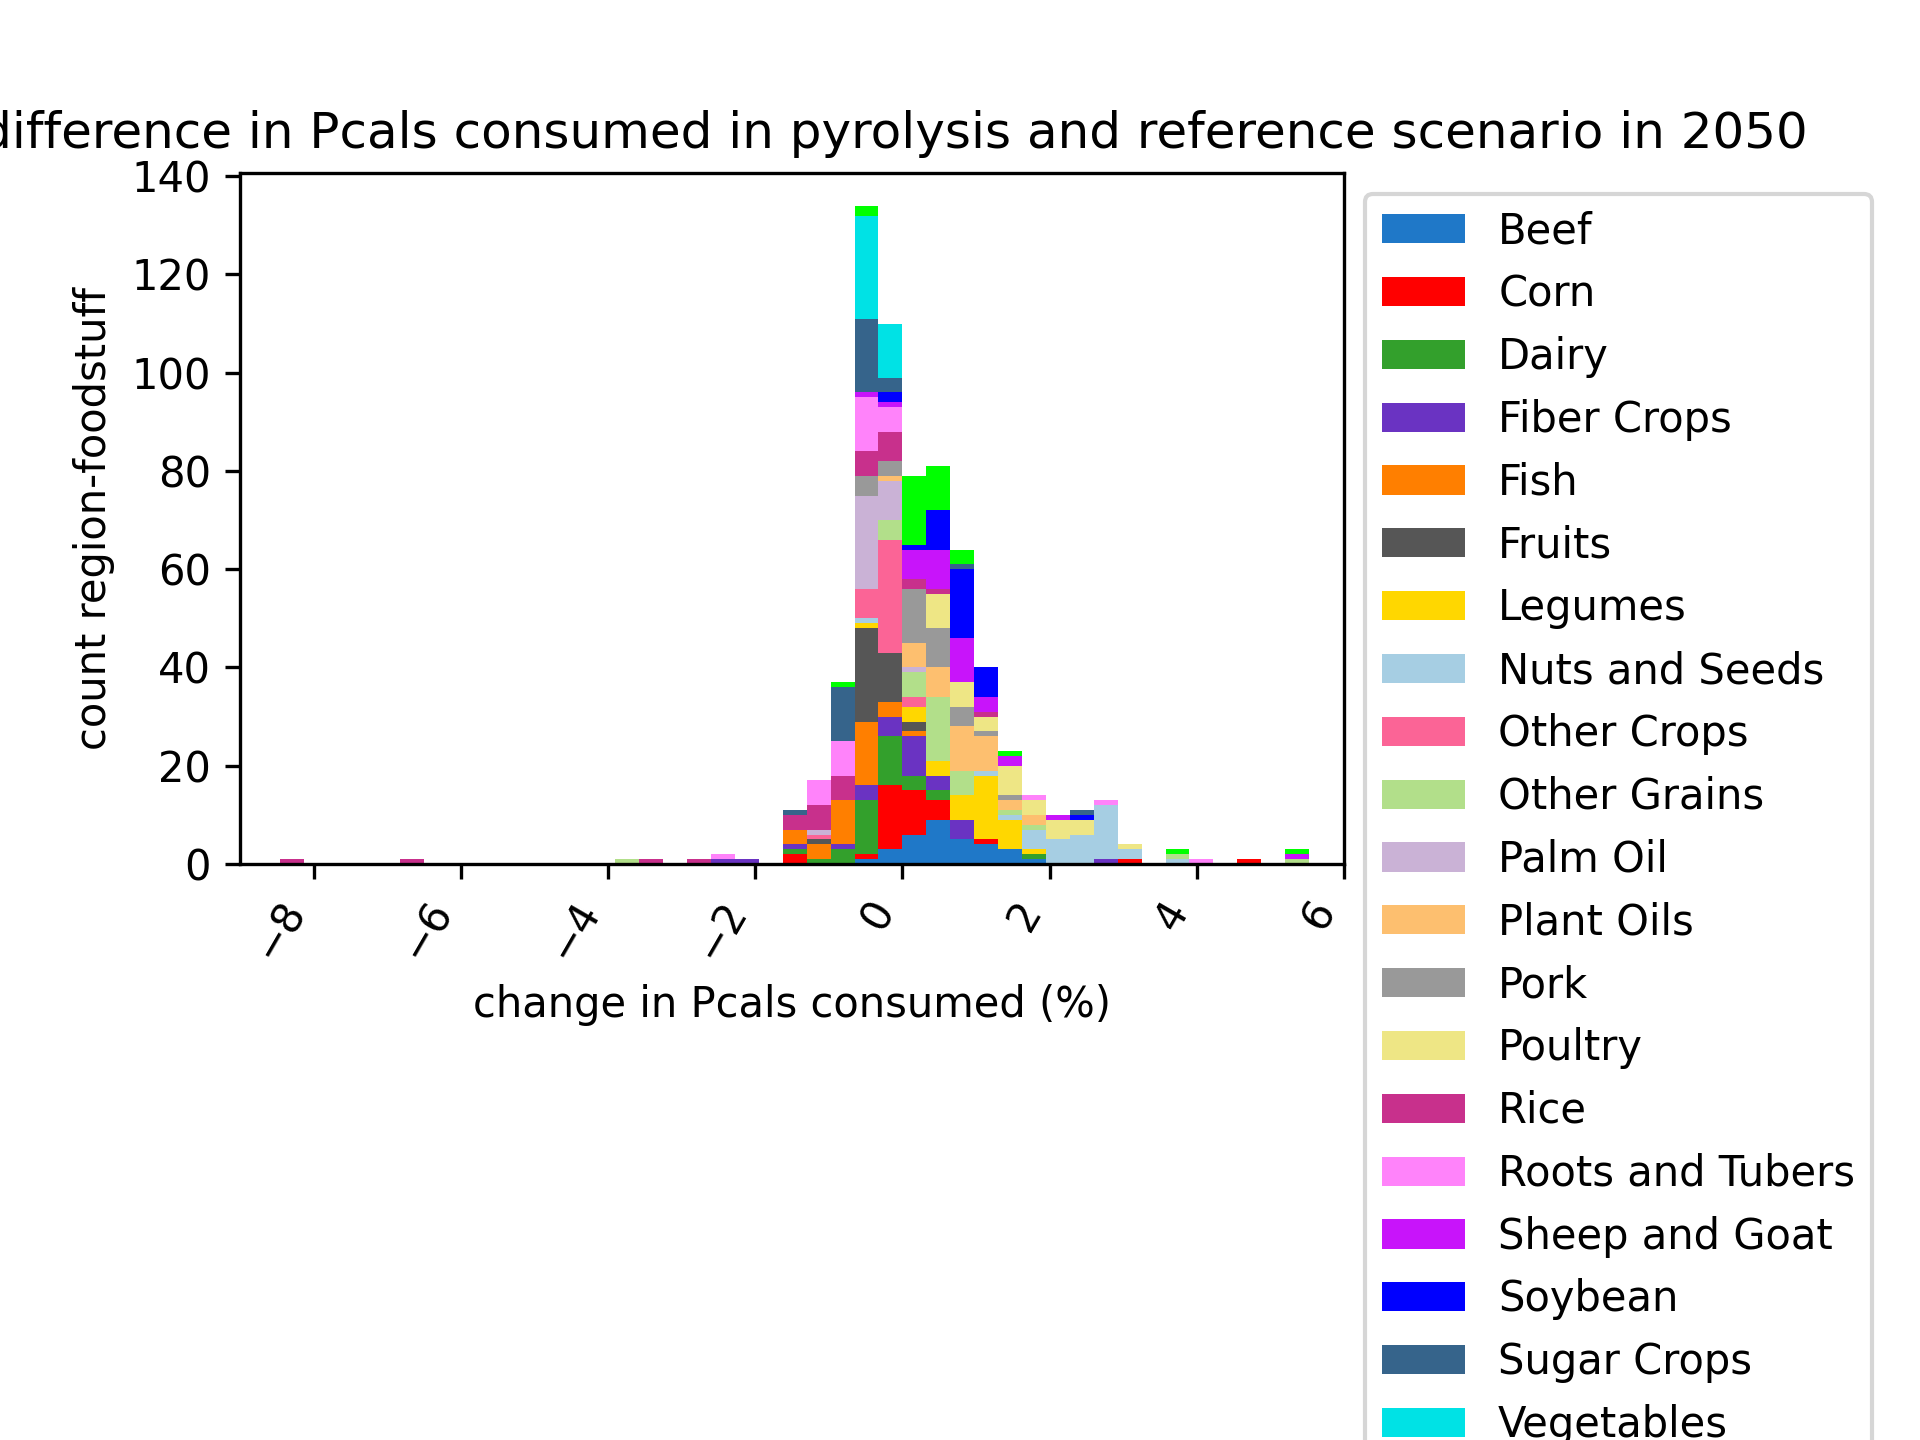 difference in Pcals consumed in pyrolysis and reference scenario in 2050
140
120
100
80
60
40
20
0
count region-foodstuff
−8
−6
−4
−2
0
2
4
6
change in Pcals consumed (%)
Beef
Corn
Dairy
Fiber Crops
Fish
Fruits
Legumes
Nuts and Seeds
Other Crops
Other Grains
Palm Oil
Plant Oils
Pork
Poultry
Rice
Roots and Tubers
Sheep and Goat
Soybean
Sugar Crops
Vegetables